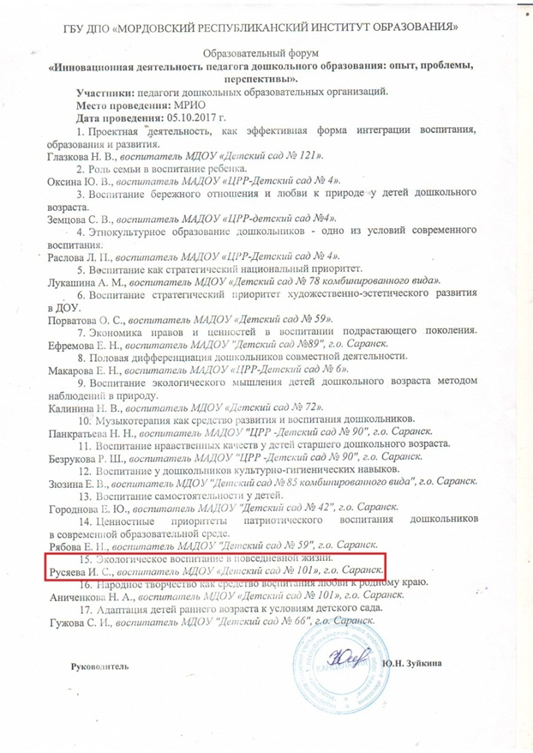 ГБУ ДПО «МОРДОВСКИЙ РЕСПУБЛИКАНСКИЙ ИНСТИТУТ ОБРАЗОВАНИЯ»
Образовательный форум
«Инновационная деятельность педагога дошкольного образования: опыт, проблемы,
перспективы».
Участники: педагоги дошкольных образовательных организаций.
Место проведения: МРИО
Дата проведения: 05.10.2017 г.
1. Проектная деятельность, как эффективная форма интеграции воспитания,
образования и развития.
Глазкова Н. В., воспитатель МДОУ «Детский сад № 121».
2. Роль семьи в воспитание ребенка.
Оксина Ю. В., воспитатель МАДОУ «ЦРР-Детский сад № 4».
3. Воспитание бережного отношения и любви к природе у детей дошкольного
возраста.
Земцова С. В., воспитатель МАДОУ «ЦРР-детский сад №4».
4. Этнокультурное образование дошкольников - одно из условий современного
воспитания.
Раслова Л. П., воспитатель МАДОУ «ЦРР-Детский сад № 4».
5. Воспитание как стратегический национальный приоритет.
Лукашина А. М., воспитатель МДОУ «Детский сад № 78 комбинированного вида».
6. Воспитание стратегический приоритет художественно-эстетического развития
в ДОУ.
Порватова О. С., воспитатель МАДОУ «Детский сад № 59».
7. Экономика нравов и ценностей в воспитании подрастающего поколения.
Ефремова Е. Н., воспитатель МАДОУ "Детский сад №89", г.о. Саранск.
8. Половая дифференциация дошкольников совместной деятельности.
Макарова Е. Н., воспитатель МАДОУ «ЦРР-Детский сад № 6».
9. Воспитание экологического мышления детей дошкольного возраста методом
наблюдений в природу.
Калинина Н. В., воспитатель МДОУ «Детский сад № 72».
10. Музыкотерапия как средство развития и воспитания дошкольников.
Панкратьева Н. Н., воспитатель МАДОУ "ЦРР -Детский сад № 90", г.о. Саранск.
11. Воспитание нравственных качеств у детей старшего дошкольного возраста.
Безрукова Р. Ш., воспитатель МАДОУ "ЦРР -Детский сад № 90", г.о. Саранск.
12. Воспитание у дошкольников культурно-гигиенических навыков.
Зюзина Е. В., воспитатель МАДОУ "Детский сад № 85 комбинированного вида", г.о. Саранск.
13. Воспитание самостоятельности у детей.
Городнова Е. Ю., воспитатель МАДОУ "Детский сад № 42", г.о. Саранск.
14. Ценностные приоритеты патриотического воспитания дошкольников
в современной образовательной среде.
Рябова Е. Н., воспитатель МАДОУ "Детский сад № 59", г.о. Саранск.
15. Экологическое воспитание в повседневной жизни.
Русяева И. С., воспитатель МДОУ «Детский сад № 101», г.о. Саранск.
16. Народное творчество как средство воспитания любви к родному краю.
Аниченкова Н. А., воспитатель МДОУ «Детский сад № 101», г.о. Саранск.
17. Адаптация детей раннего возраста к условиям детского сада.
Гужова С. И., воспитатель МДОУ "Детский сад № 66", г.о. Саранск.
Руководитель Ю.Н. Зуйкина